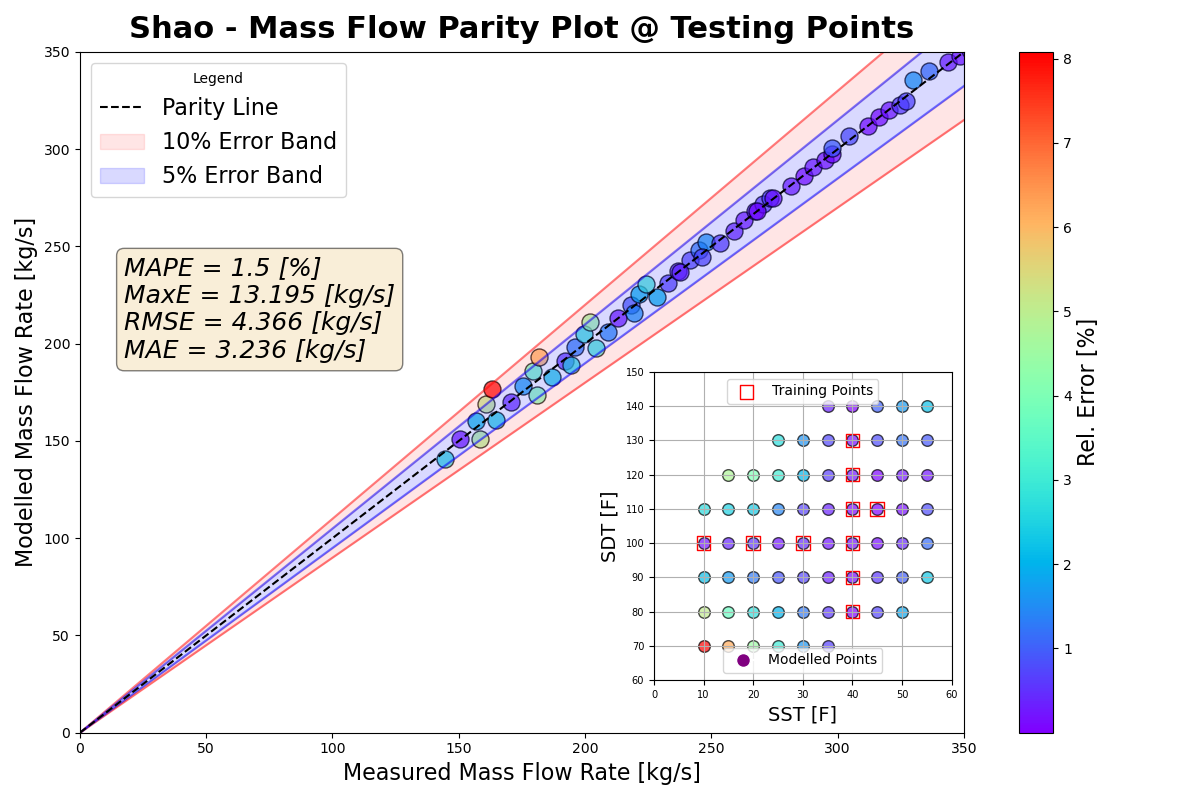 Shao - Mass Flow Parity Plot @ Testing Points
Legend
Parity Line
10% Error Band
5% Error Band
MAPE = 1.5 [%]
MaxE = 13.195 [kg/s]
RMSE = 4.366 [kg/s]
MAE = 3.236 [kg/s]
Modelled Mass Flow Rate [kg/s]
350
300
250
200
150
100
50
0
0 50 100 150 200 250 300 350
Measured Mass Flow Rate [kg/s]
Training Points
Modelled Points
SDT [F]
150
140
130
120
110
100
90
80
70
60
0 10 20 30 40 50 60
SST [F]
8
7
6
5
4
3
2
1
Rel. Error [%]